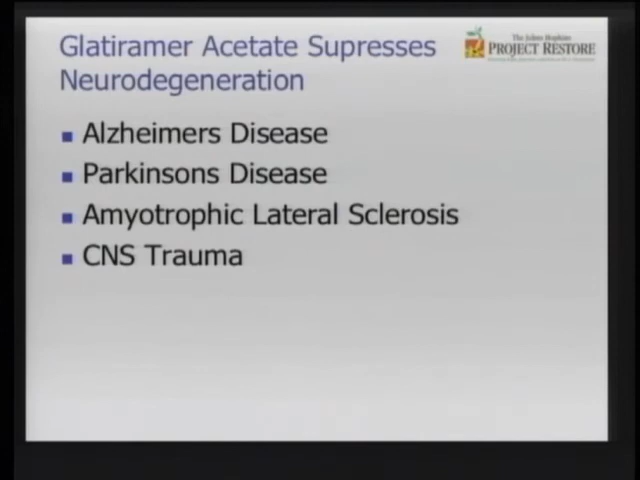 Glatiramer Acetate Supresses
Neurodegeneration
The Johns Hopkins
PROJECT RESTORE
Alzheimers Disease
Parkinsons Disease
Amyotrophic Lateral Sclerosis
CNS Trauma